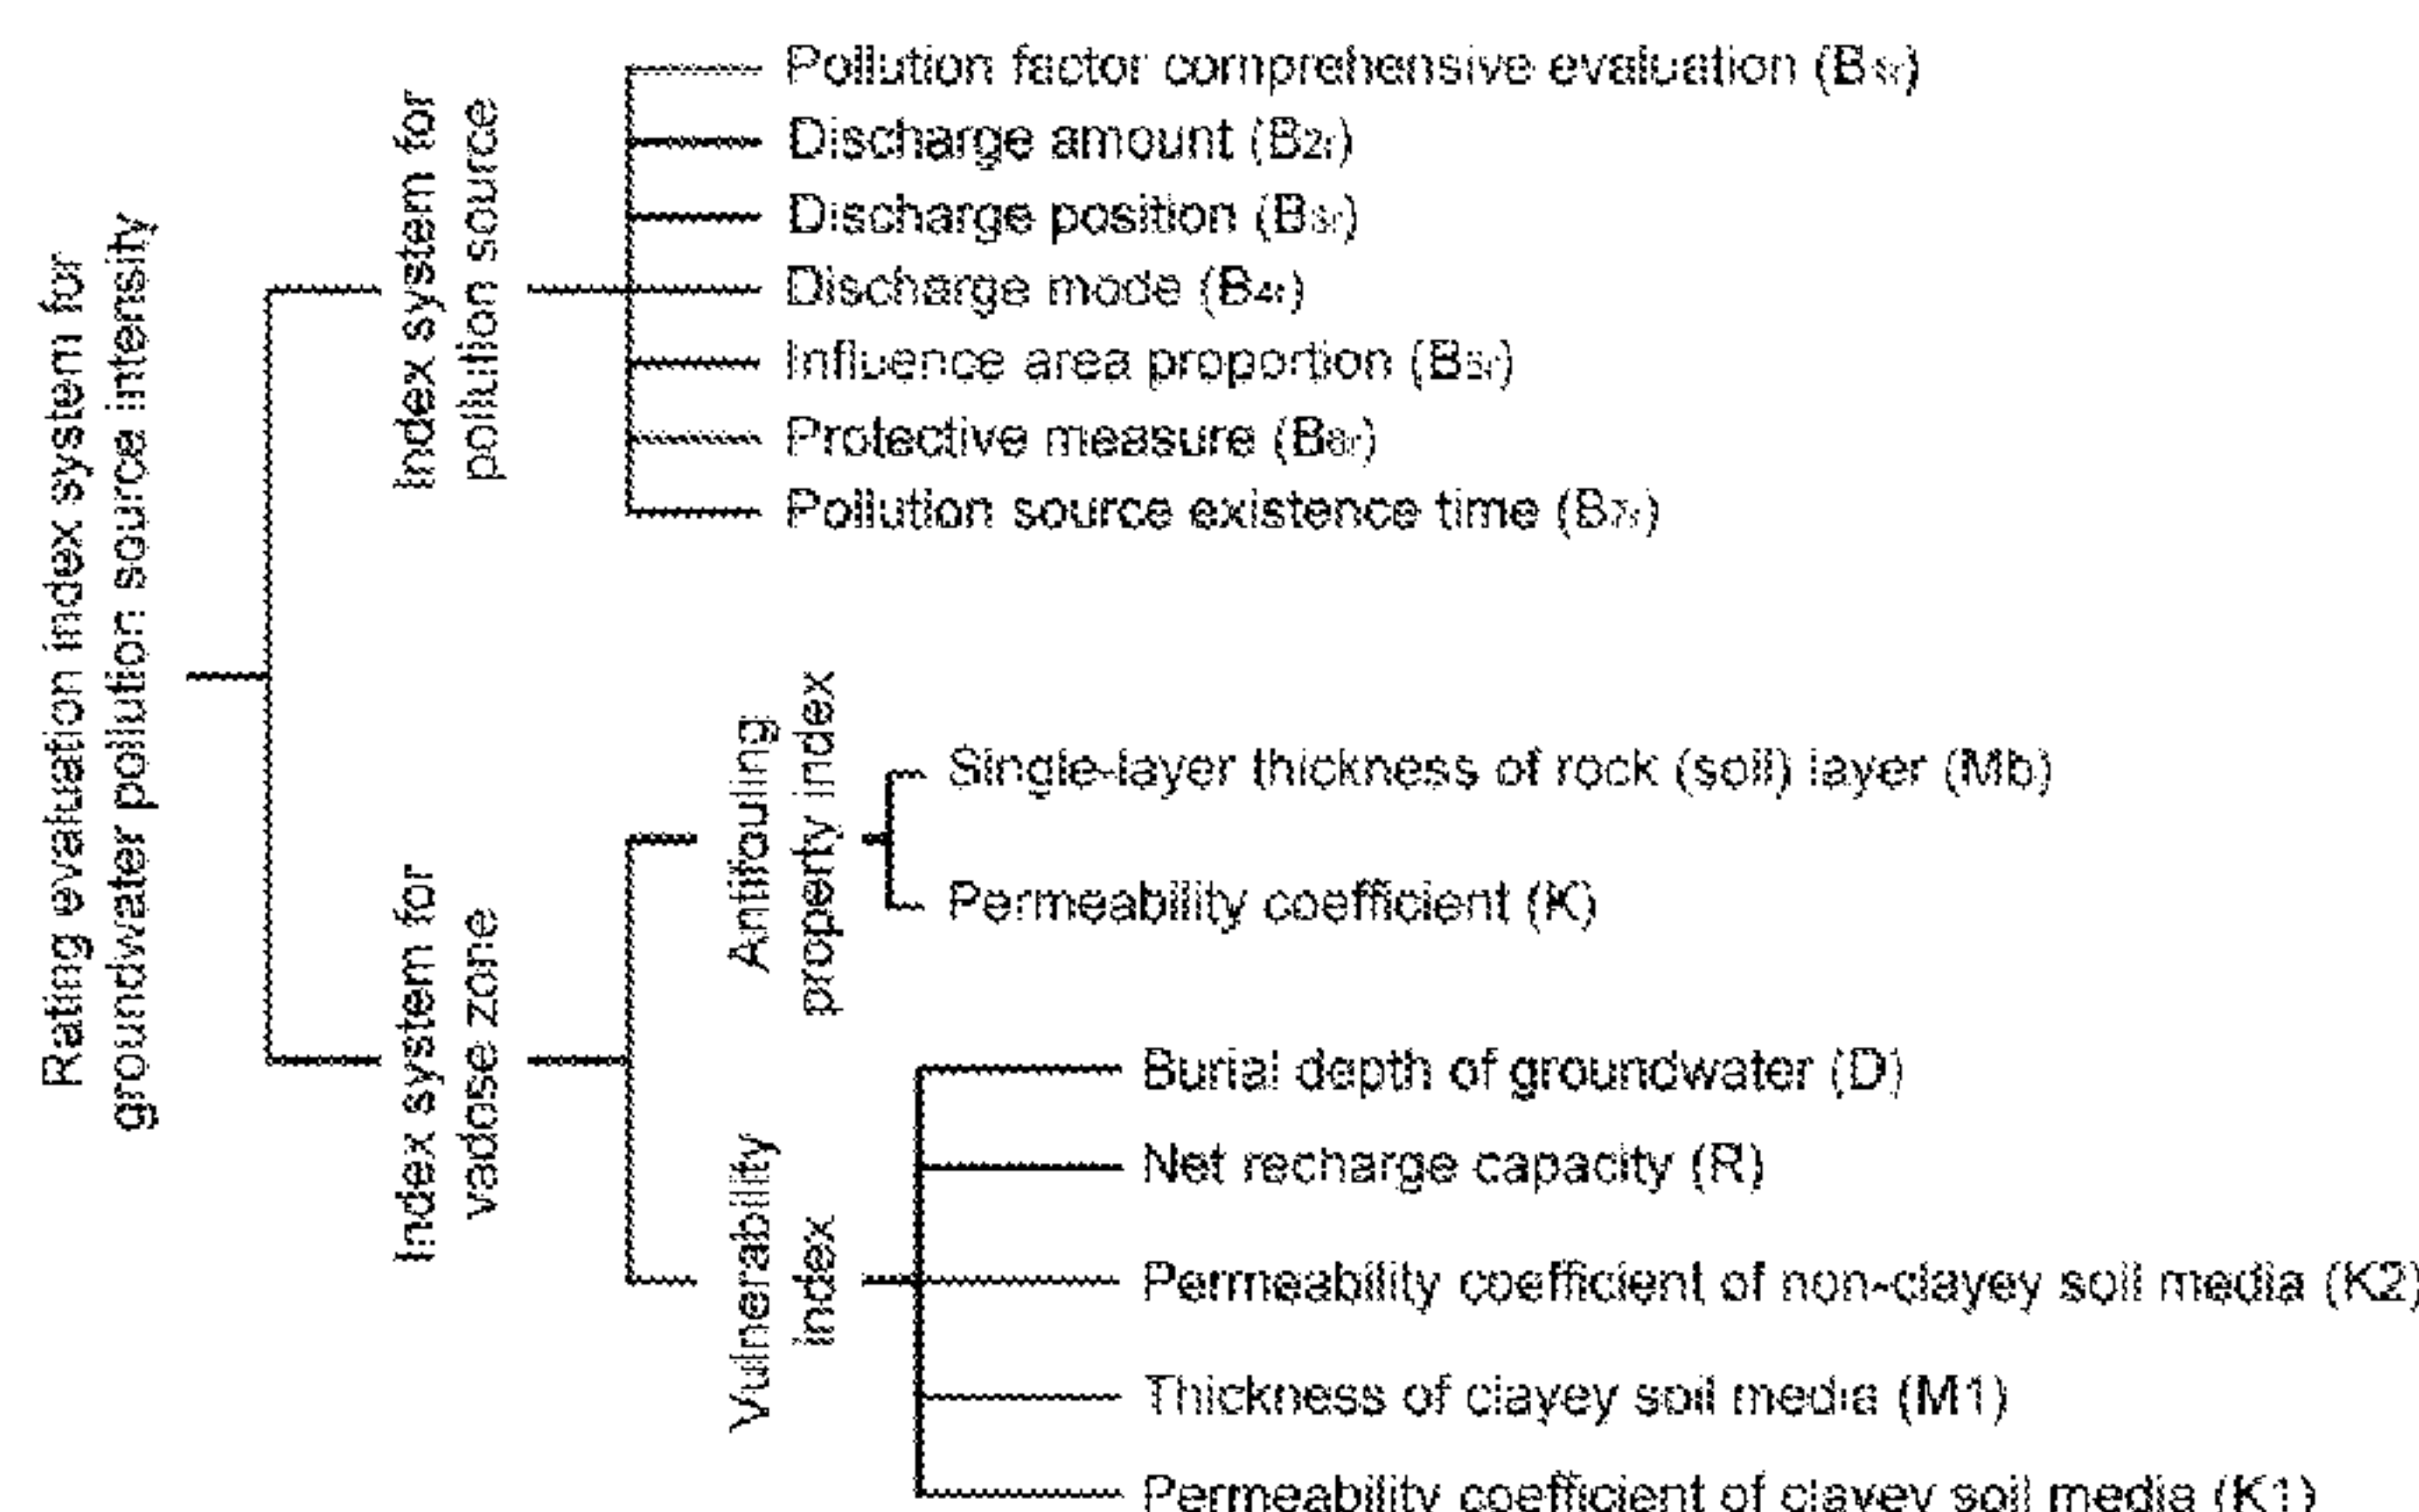 Rating evaluation index system for
groundwater pollution source intensity
Index system for
pollution source
Pollution factor comprehensive evaluation
Discharge amount (B2r)
Discharge position
Discharge mode (B4r)
Influence area proportion (B5r)
Protective measure
Pollution source existence time (B7r)
Index system for
vadose zone
Antifouling
property index
Single-layer thickness of rock (soil) layer (Mb)
Permeability coefficient (K)
Vulnerability
index
Burial depth of groundwater (D)
Net recharge capacity (R)
Permeability coefficient of non-clayey soil media (K2)
Thickness of clayey soil media (M1)
Permeability coefficient of clayey soil media (K1)